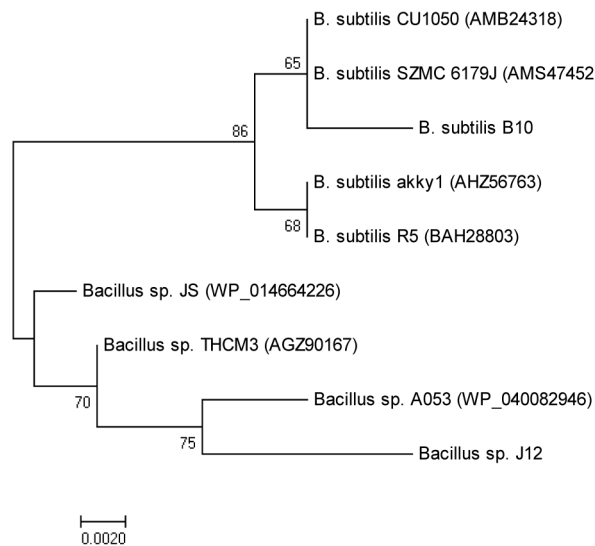 B. subtilis CU1050 (AMB24318)
65
B. subtilis SZMC 6179J (AMS47452
B. subtilis B10
86
B. subtilis akky1 (AHZ56763)
68
B. subtilis R5 (BAH28803)
Bacillus sp. JS (WP_014664226)
Bacillus sp. THCM3 (AGZ90167)
70
Bacillus sp. A053 (WP_040082946)
75
Bacillus sp. J12
0.0020